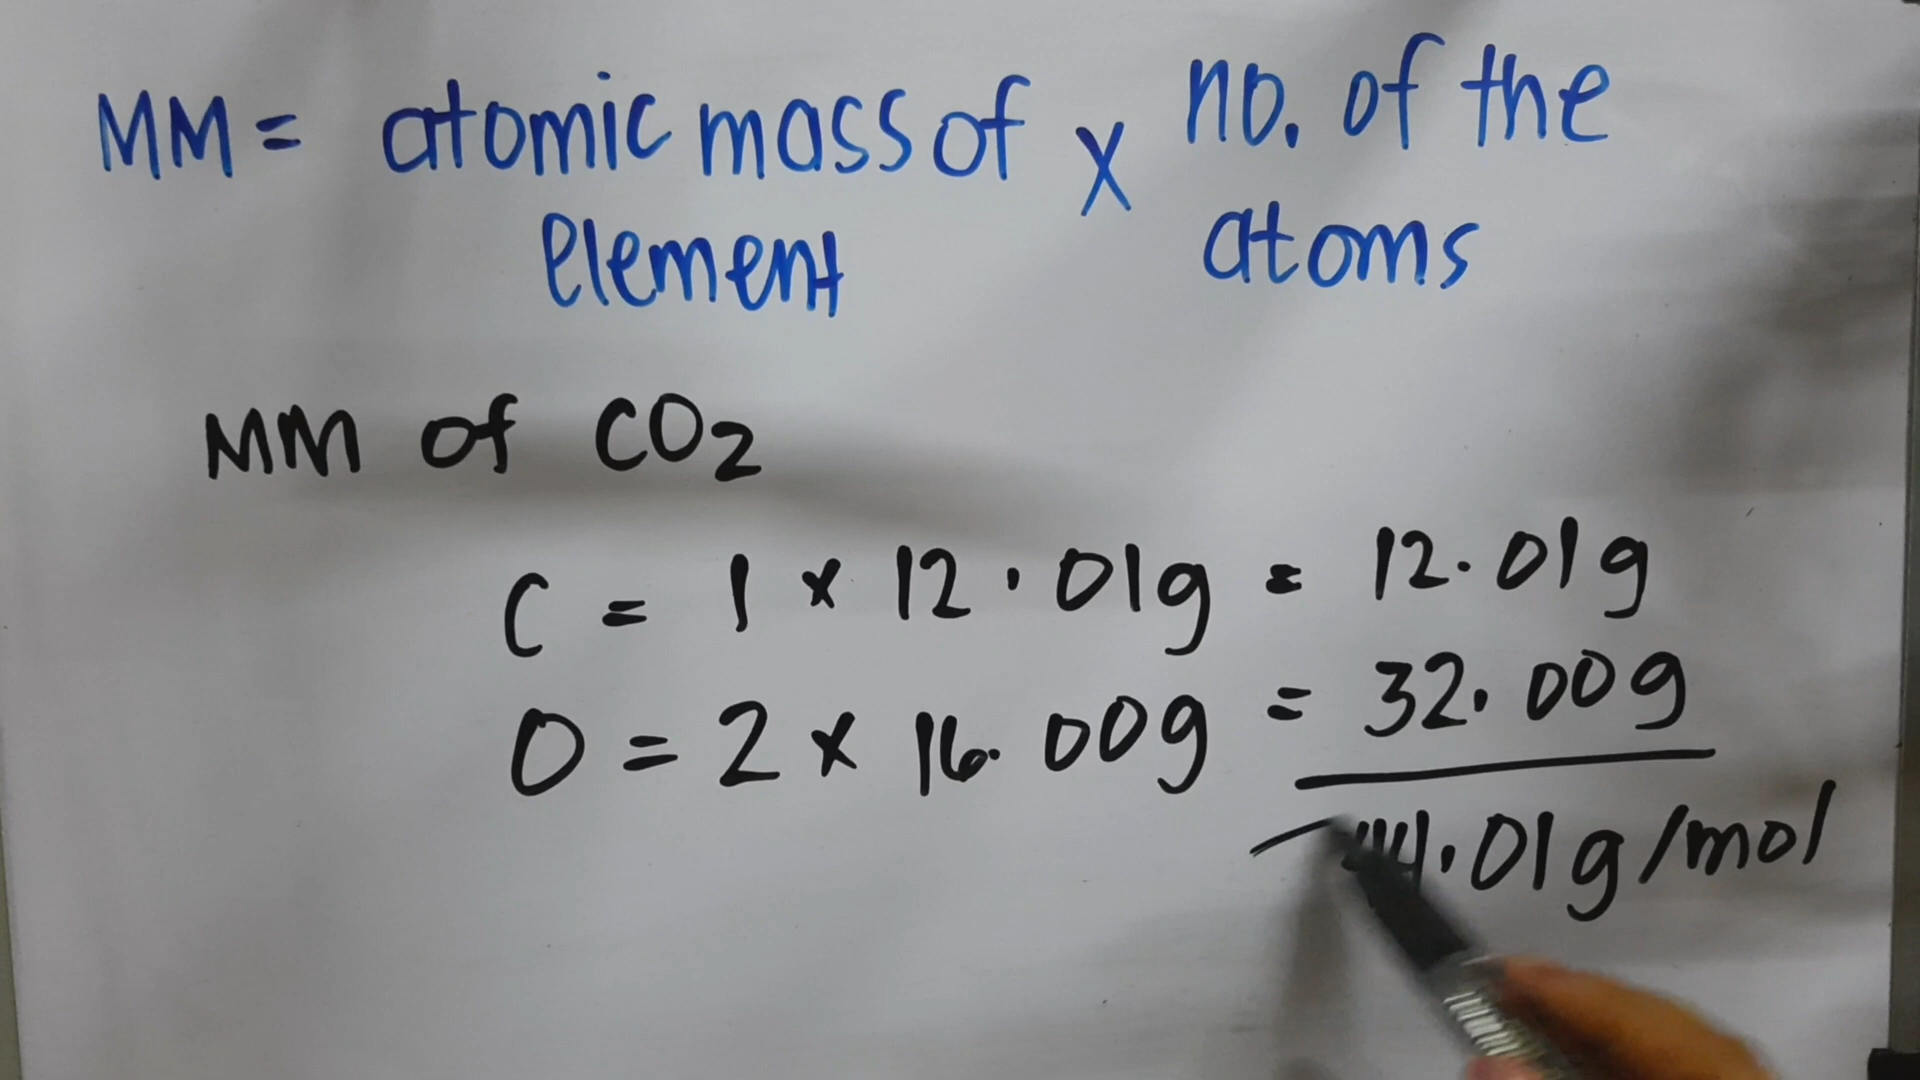 MM = atomic mass of x no. of the
element atoms
MM of CO2
C = 1 x 12.01g = 12.01g
O = 2 x 16.00g = 32.00g
44.01g/mol